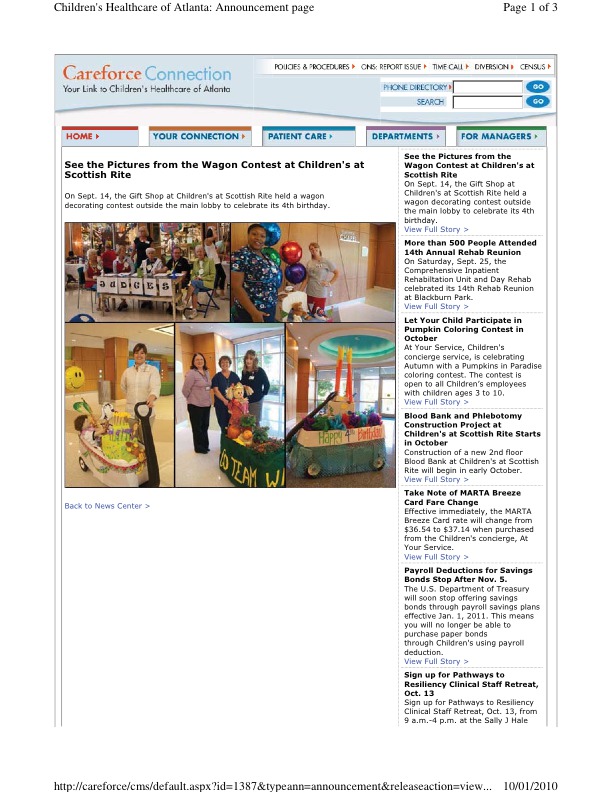 Children's Healthcare of Atlanta: Announcement page
Page 1 of 3
Careforce Connection
Your Link to Children's Healthcare of Atlanta
POLICIES & PROCEDURES
ONS: REPORT ISSUE
TIME CALL
DIVERSION
CENSUS
PHONE DIRECTORY
GO
SEARCH
GO
HOME
YOUR CONNECTION
PATIENT CARE
DEPARTMENTS
FOR MANAGERS
See the Pictures from the Wagon Contest at Children's at
Scottish Rite
On Sept. 14, the Gift Shop at Children's at Scottish Rite held a wagon
decorating contest outside the main lobby to celebrate its 4th birthday.
JUDGES
Happy 4th Birthday
GO TEAM WI
Back to News Center >
See the Pictures from the
Wagon Contest at Children's at
Scottish Rite
On Sept. 14, the Gift Shop at
Children's at Scottish Rite held a
wagon decorating contest outside
the main lobby to celebrate its 4th
birthday.
View Full Story >
More than 500 People Attended
14th Annual Rehab Reunion
On Saturday, Sept. 25, the
Comprehensive Inpatient
Rehabiltation Unit and Day Rehab
celebrated its 14th Rehab Reunion
at Blackburn Park.
View Full Story >
Let Your Child Participate in
Pumpkin Coloring Contest in
October
At Your Service, Children's
concierge service, is celebrating
Autumn with a Pumpkins in Paradise
coloring contest. The contest is
open to all Children's employees
with children ages 3 to 10.
View Full Story >
Blood Bank and Phlebotomy
Construction Project at
Children's at Scottish Rite Starts
in October
Construction of a new 2nd floor
Blood Bank at Children's at Scottish
Rite will begin in early October.
View Full Story >
Take Note of MARTA Breeze
Card Fare Change
Effective immediately, the MARTA
Breeze Card rate will change from
$36.54 to $37.14 when purchased
from the Children's concierge, At
Your Service.
View Full Story >
Payroll Deductions for Savings
Bonds Stop After Nov. 5.
The U.S. Department of Treasury
will soon stop offering savings
bonds through payroll savings plans
effective Jan. 1, 2011. This means
you will no longer be able to
purchase paper bonds
through Children's using payroll
deduction.
View Full Story >
Sign up for Pathways to
Resiliency Clinical Staff Retreat,
Oct. 13
Sign up for Pathways to Resiliency
Clinical Staff Retreat, Oct. 13, from
9 a.m.-4 p.m. at the Sally J Hale
http://careforce/cms/default.aspx?id=1387&typeann=announcement&releaseaction=view...
10/01/2010